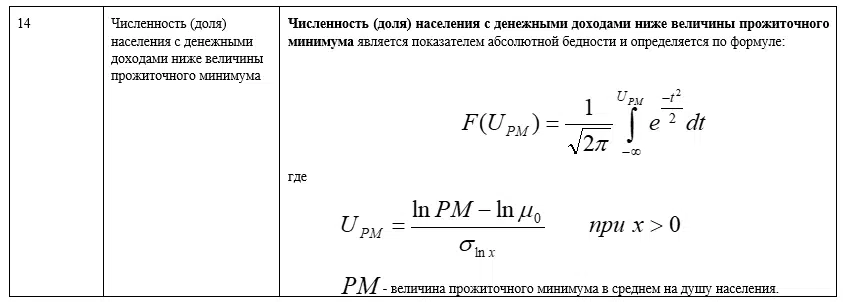 14
Численность (доля)
населения с денежными
доходами ниже величины
прожиточного минимума
Численность (доля) населения с денежными доходами ниже величины прожиточного
минимума является показателем абсолютной бедности и определяется по формуле:
F(U_{PM}) = \frac{1}{\sqrt{2\pi}} \int_{-\infty}^{U_{PM}} e^{\frac{-t^2}{2}} dt
где
U_{PM} = \frac{\ln PM - \ln \mu_0}{\sigma_{\ln x}} при x > 0
PM - величина прожиточного минимума в среднем на душу населения.